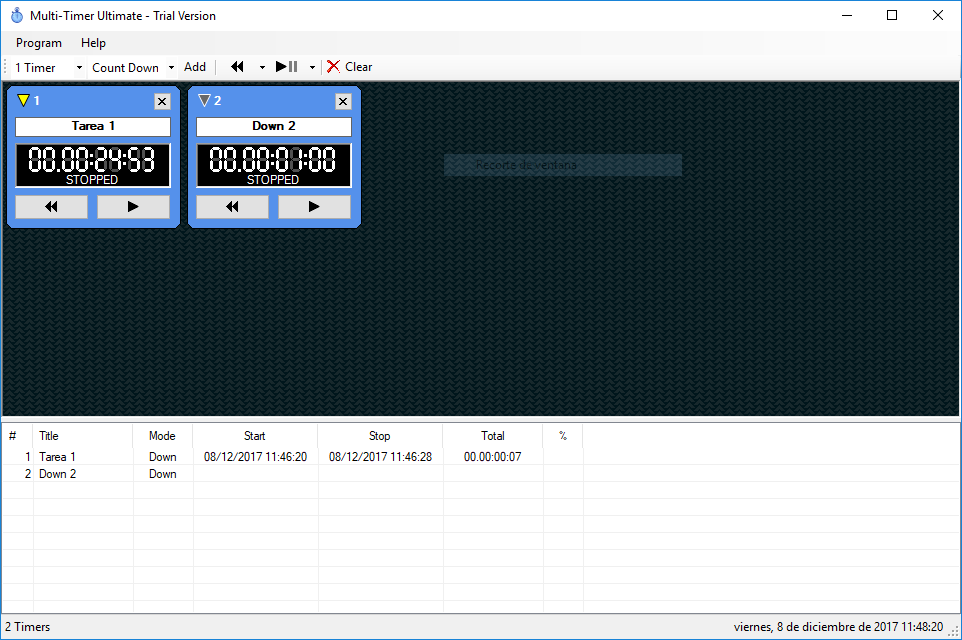 Multi-Timer Ultimate - Trial Version
Program Help
1 Timer Count Down Add Clear
1 2
Tarea 1 Down 2
00.00:24:53 00.00:01:00
STOPPED STOPPED
Recorte de ventana
# Title Mode Start Stop Total %
1 Tarea 1 Down 08/12/2017 11:46:20 08/12/2017 11:46:28 00.00:00:07
2 Down 2 Down
2 Timers viernes, 8 de diciembre de 2017 11:48:20